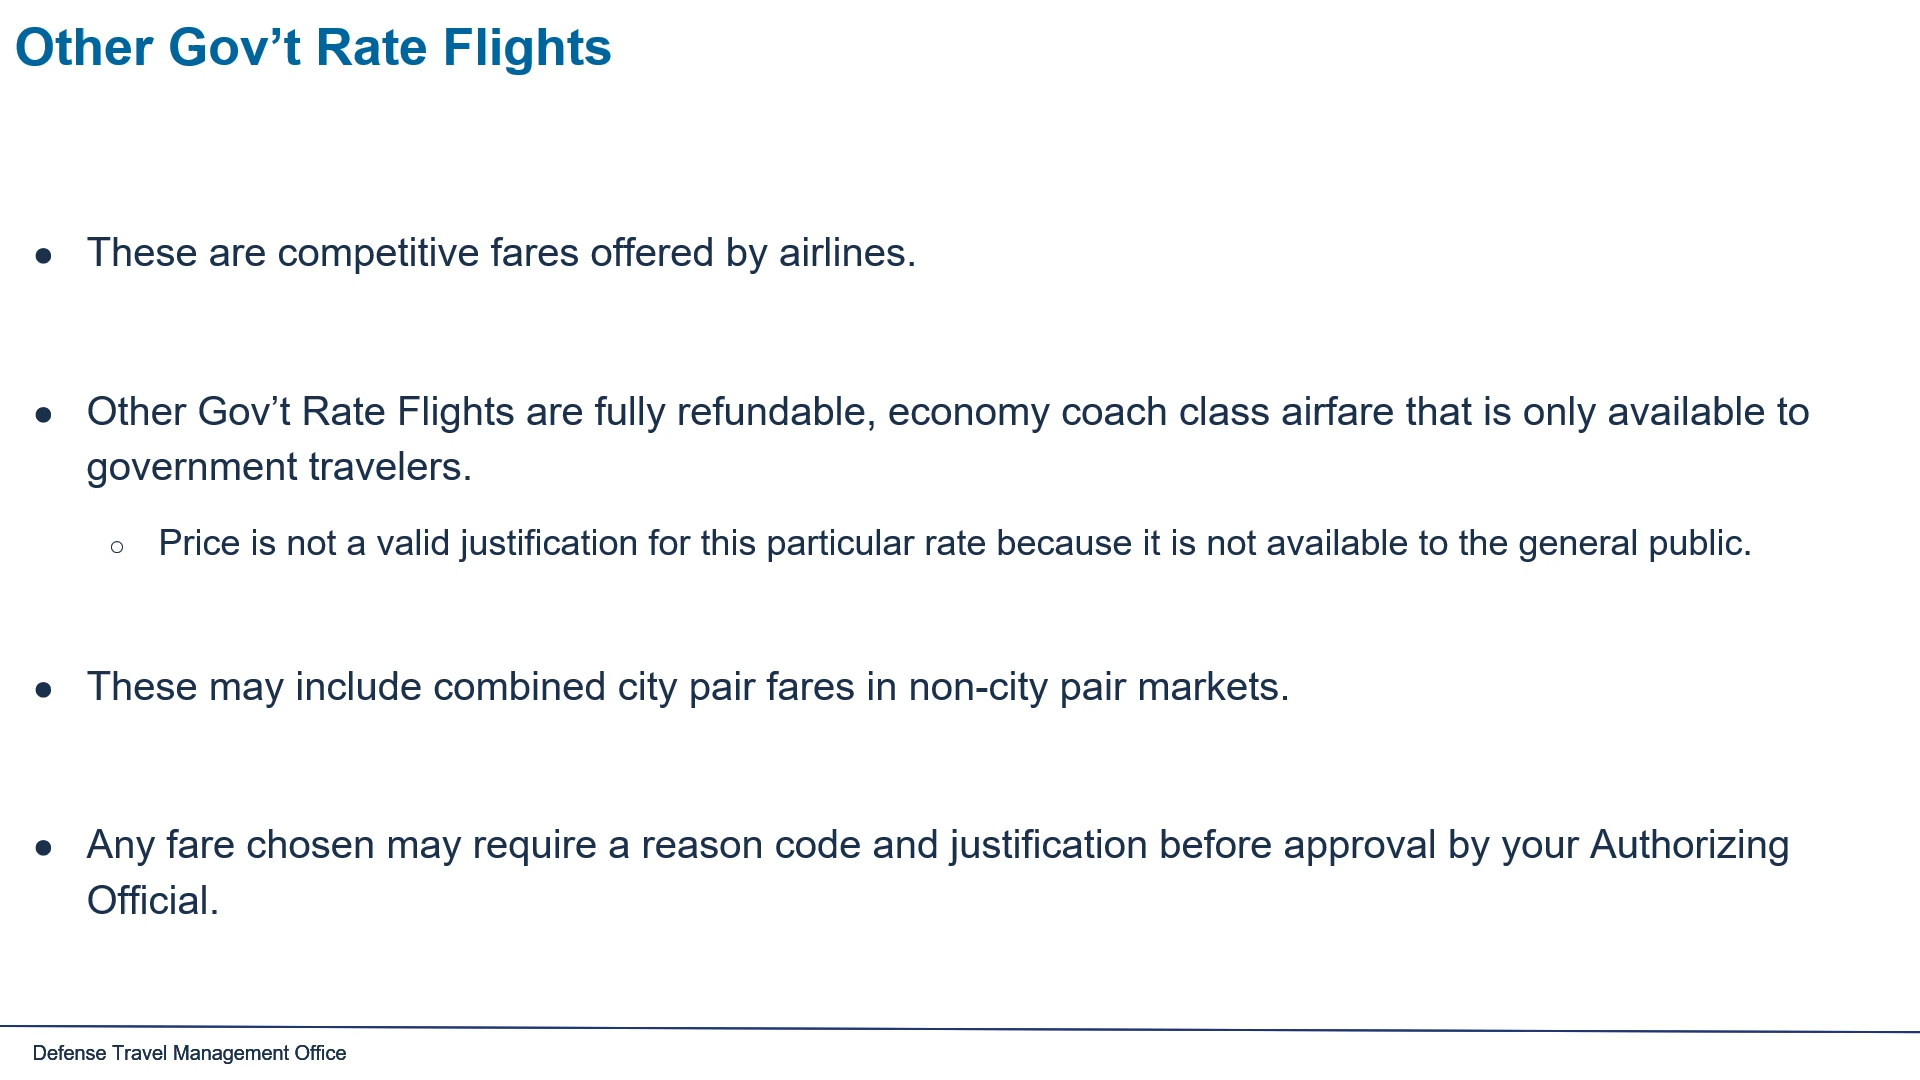 Other Gov’t Rate Flights
● These are competitive fares offered by airlines.
● Other Gov’t Rate Flights are fully refundable, economy coach class airfare that is only available to
government travelers.
○ Price is not a valid justification for this particular rate because it is not available to the general public.
● These may include combined city pair fares in non-city pair markets.
● Any fare chosen may require a reason code and justification before approval by your Authorizing
Official.
Defense Travel Management Office